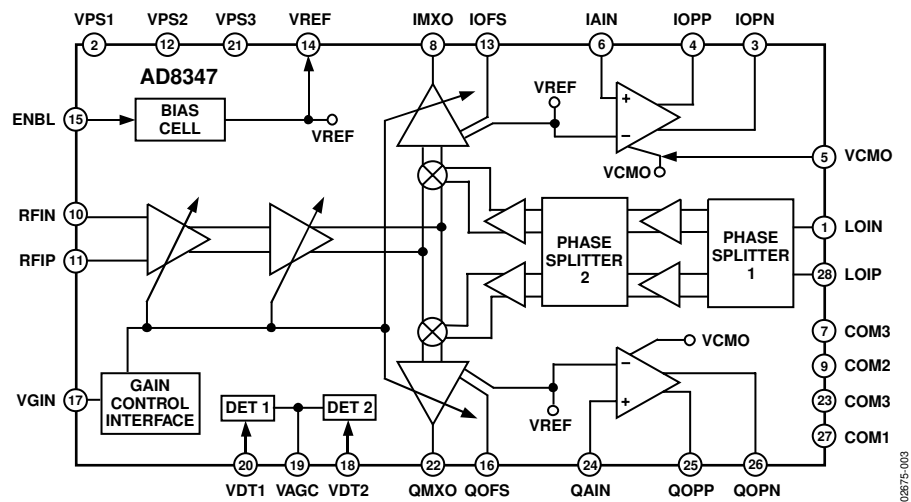 VPS1 VPS2 VPS3 VREF IMXO IOFS IAIN IOPP IOPN
2 12 21 14 8 13 6 4 3
AD8347
VREF
+
ENBL 15
BIAS
CELL
VREF
−
VCMO
5 VCMO
RFIN 10
RFIP 11
PHASE
SPLITTER
2
PHASE
SPLITTER
1
1 LOIN
28 LOIP
7 COM3
VCMO
9 COM2
VGIN 17
GAIN
CONTROL
INTERFACE
DET 1
DET 2
VREF
−
+
23 COM3
27 COM1
20 19 18 22 16 24 25 26
VDT1 VAGC VDT2 QMXO QOFS QAIN QOPP QOPN
02675-003